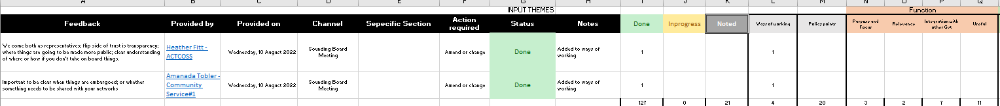 A B C D E F G H I J K L M N O P Q
INPUT THEMES Function
Feedback Provided by Provided on Channel Sepecific Section Action required Status Notes Done Inprogress Noted Ways of working Policy points Purpose and Focus Relevance Integration with other Gvt Useful
We come both as representatives; flip side of trust is transparency;
where things are going to be made more public; clear understanding
of where or how if you don't take on board things.
Heather Fitt -
ACTCOSS
Wednesday, 10 August 2022
Sounding Board
Meeting
Amend or change
Done
Added to ways of
working
1 1
Important to be clear when things are embargoed; or whether
something needs to be shared with your networks
Amanada Tobler -
Community
Service#1
Wednesday, 10 August 2022
Sounding Board
Meeting
Amend or change
Done
Added to ways of
working
1 1
127 0 21 4 20 3 2 7 11